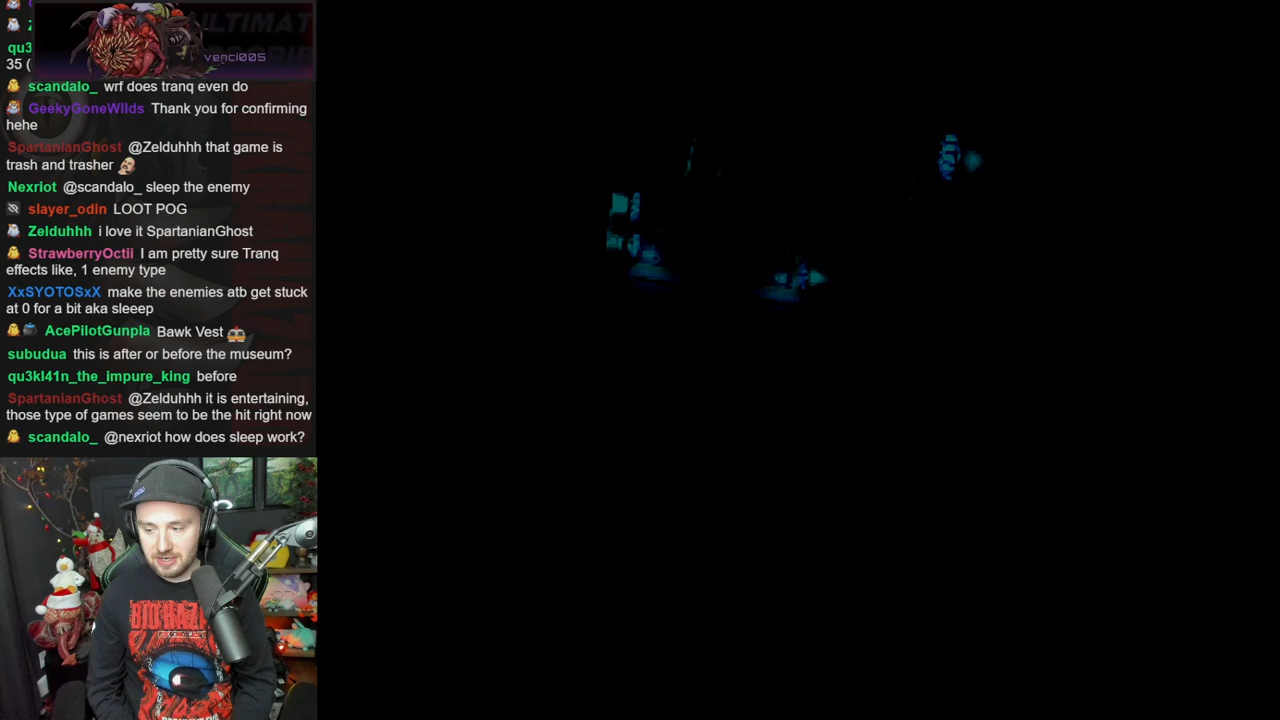 ULTIMAT
venci005
qu3
35 (
scandalo_ wrf does tranq even do
GeekyGoneWIlds Thank you for confirming
hehe
SpartanianGhost @Zelduhhh that game is
trash and trasher
Nexriot @scandalo_ sleep the enemy
slayer_odin LOOT POG
Zelduhhh i love it SpartanianGhost
StrawberryOctii I am pretty sure Tranq
effects like, 1 enemy type
XxSYOTOSxX make the enemies atb get stuck
at 0 for a bit aka sleeep
AcePilotGunpla Bawk Vest
subudua this is after or before the museum?
qu3kl41n_the_impure_king before
SpartanianGhost @Zelduhhh it is entertaining,
those type of games seem to be the hit right now
scandalo_ @nexriot how does sleep work?
BIOHAZ